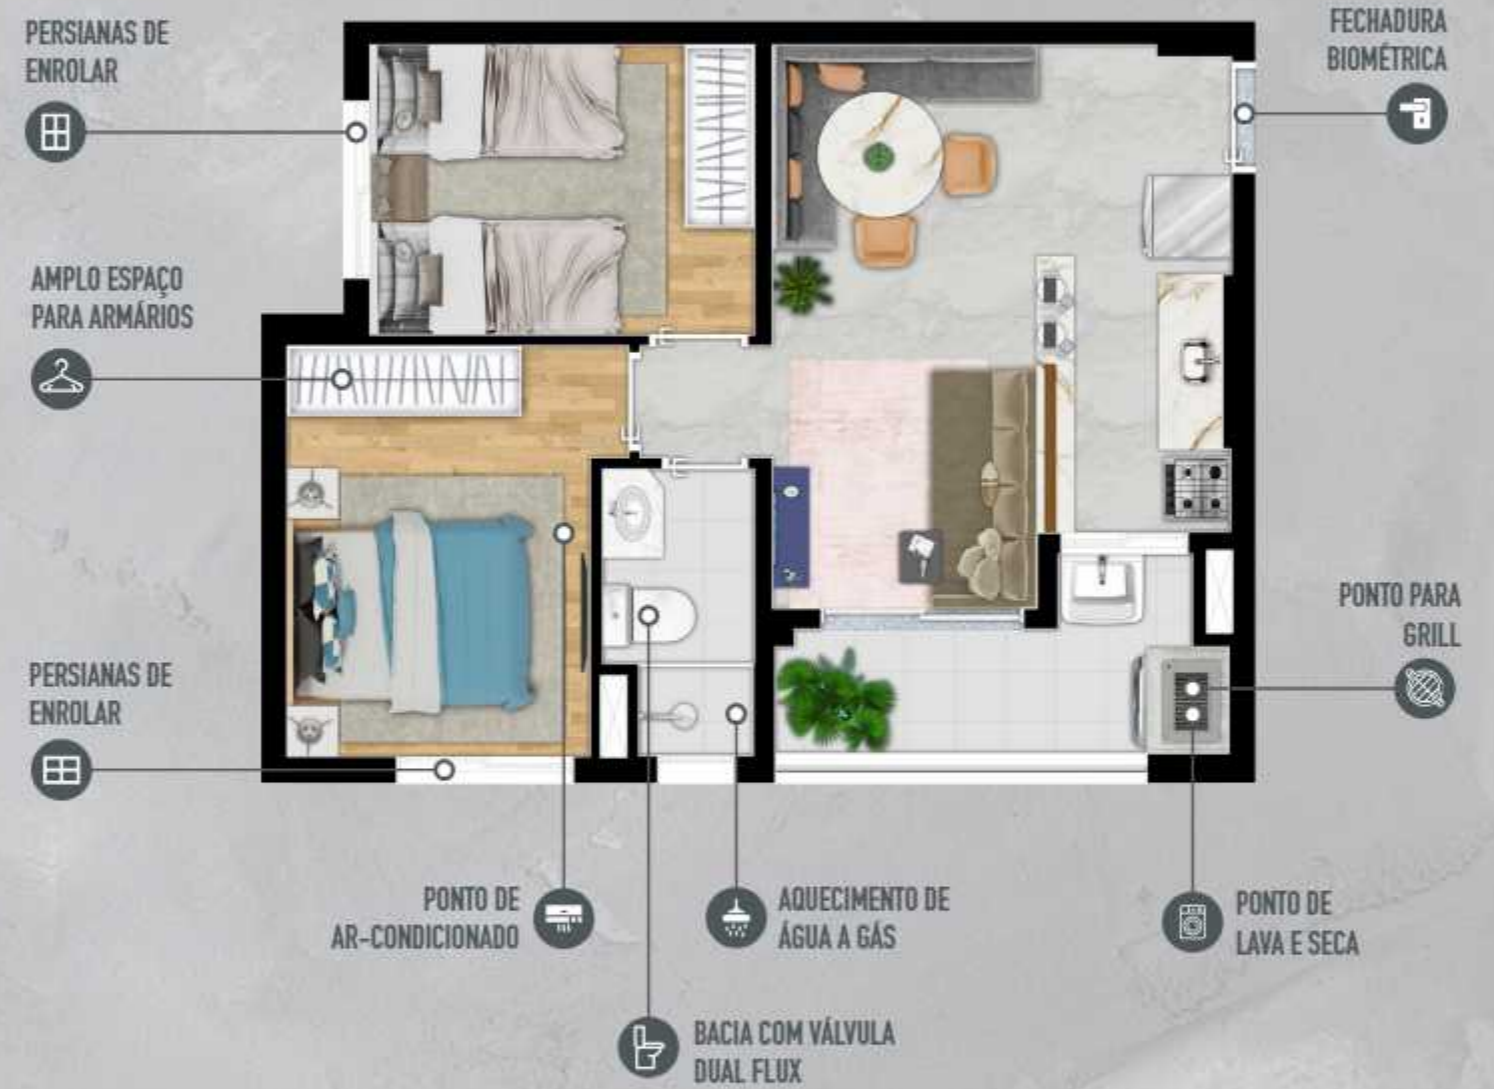 PERSIANAS DE
ENROLAR
FECHADURA
BIOMÉTRICA
AMPLO ESPAÇO
PARA ARMÁRIOS
PONTO PARA
GRILL
PERSIANAS DE
ENROLAR
PONTO DE
AR-CONDICIONADO
AQUECIMENTO DE
ÁGUA A GÁS
PONTO DE
LAVA E SECA
BACIA COM VÁLVULA
DUAL FLUX